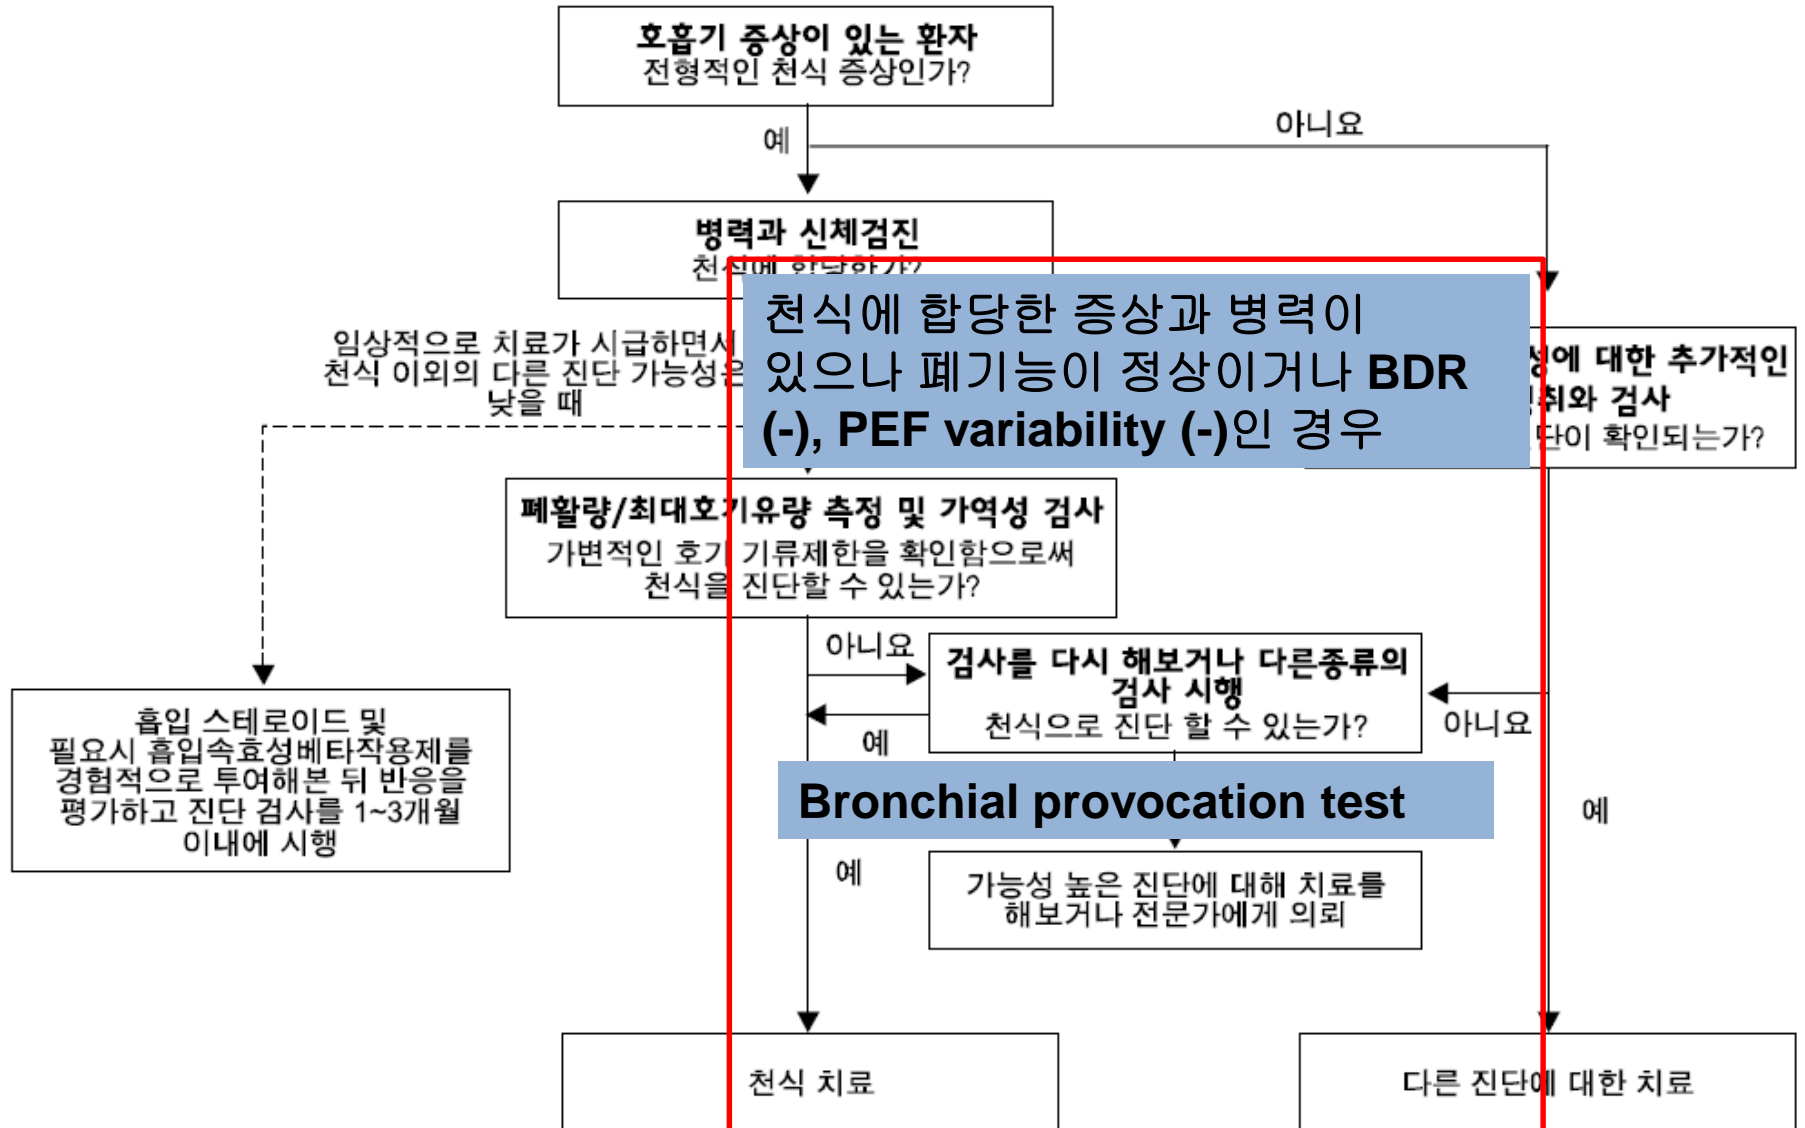 호흡기 증상이 있는 환자
전형적인 천식 증상인가?
예
아니요
병력과 신체검진
천식에 합당한가?
천식에 합당한 증상과 병력이
있으나 폐기능이 정상이거나 BDR
(-), PEF variability (-)인 경우
임상적으로 치료가 시급하면서
천식 이외의 다른 진단 가능성은
낮을 때
에 대한 추가적인
취와 검사
확인되는가?
폐활량/최대호기유량 측정 및 가역성 검사
가변적인 호기 기류제한을 확인함으로써
천식을 진단할 수 있는가?
아니요
검사를 다시 해보거나 다른종류의
검사 시행
천식으로 진단 할 수 있는가?
예
아니요
흡입 스테로이드 및
필요시 흡입속효성베타작용제를
경험적으로 투여해본 뒤 반응을
평가하고 진단 검사를 1~3개월
이내에 시행
Bronchial provocation test
예
예
가능성 높은 진단에 대해 치료를
해보거나 전문가에게 의뢰
천식 치료
다른 진단에 대한 치료